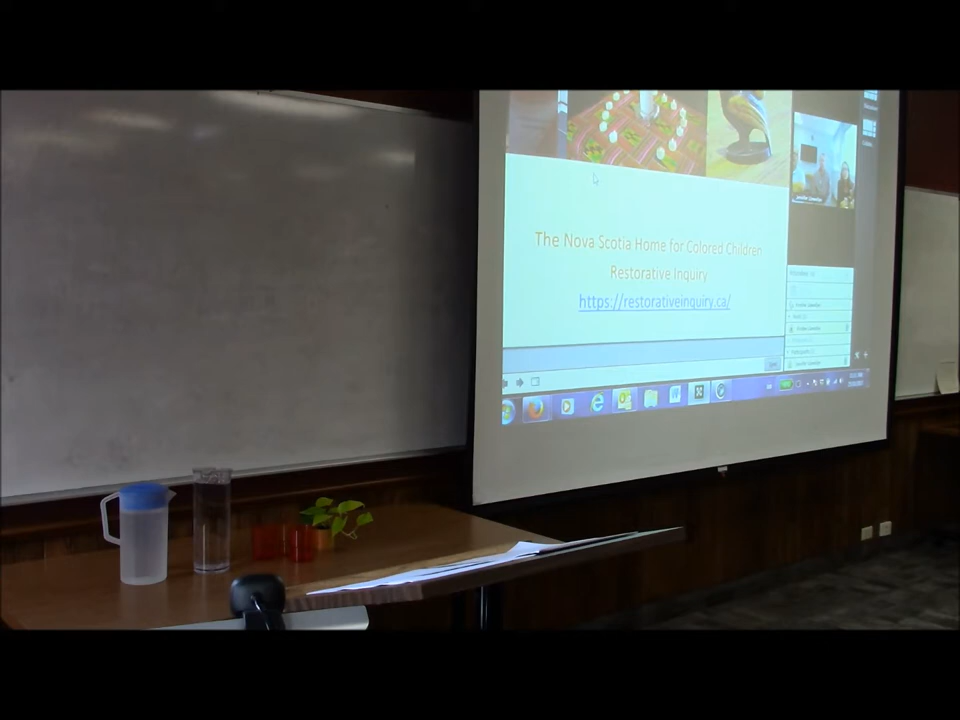 The Nova Scotia Home for Colored Children
Restorative Inquiry
https://restorativeinquiry.ca/